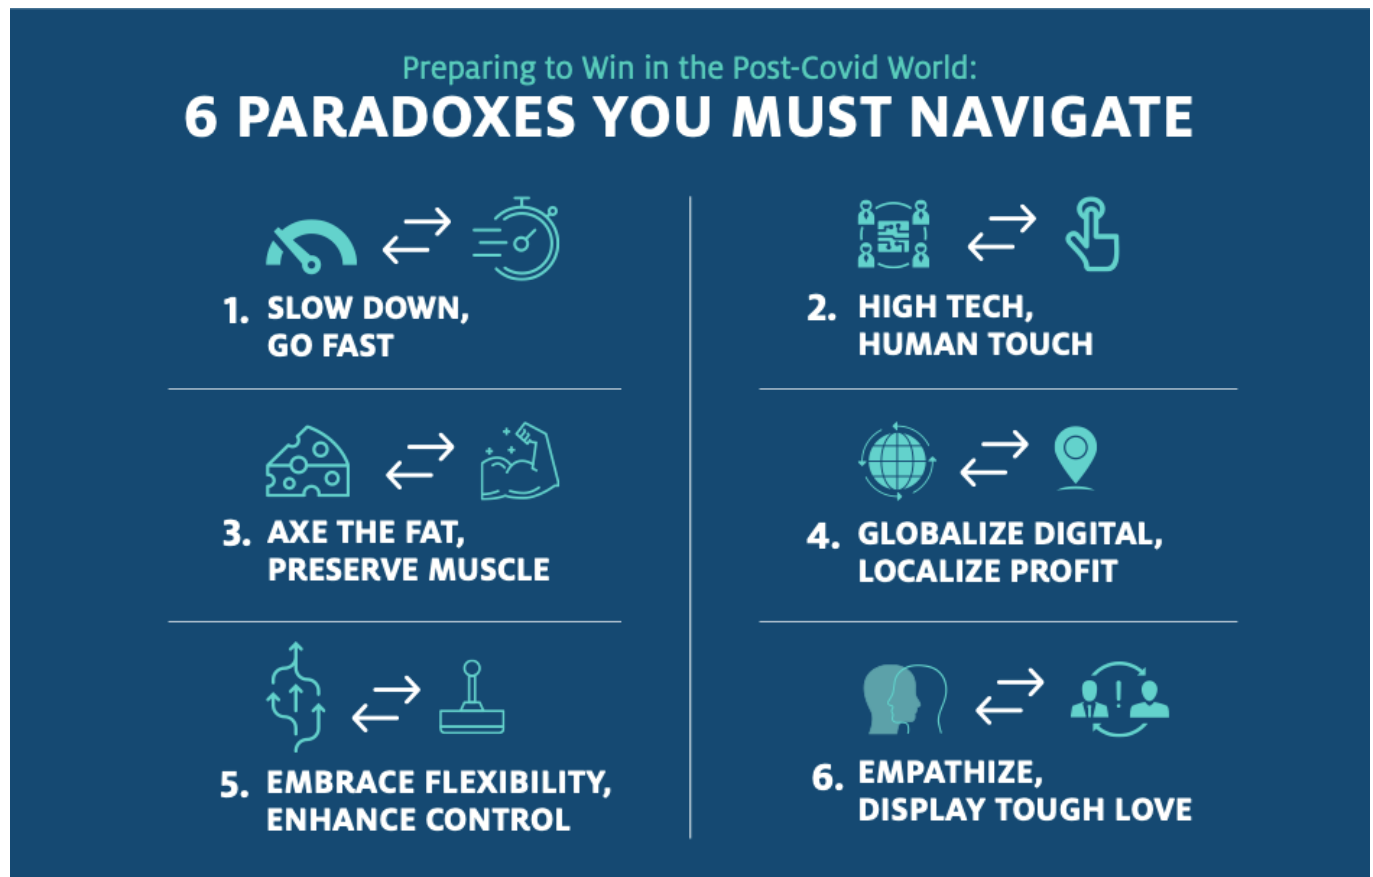 Preparing to Win in the Post-Covid World:
6 PARADOXES YOU MUST NAVIGATE
1. SLOW DOWN,
GO FAST
2. HIGH TECH,
HUMAN TOUCH
3. AXE THE FAT,
PRESERVE MUSCLE
4. GLOBALIZE DIGITAL,
LOCALIZE PROFIT
5. EMBRACE FLEXIBILITY,
ENHANCE CONTROL
6. EMPATHIZE,
DISPLAY TOUGH LOVE